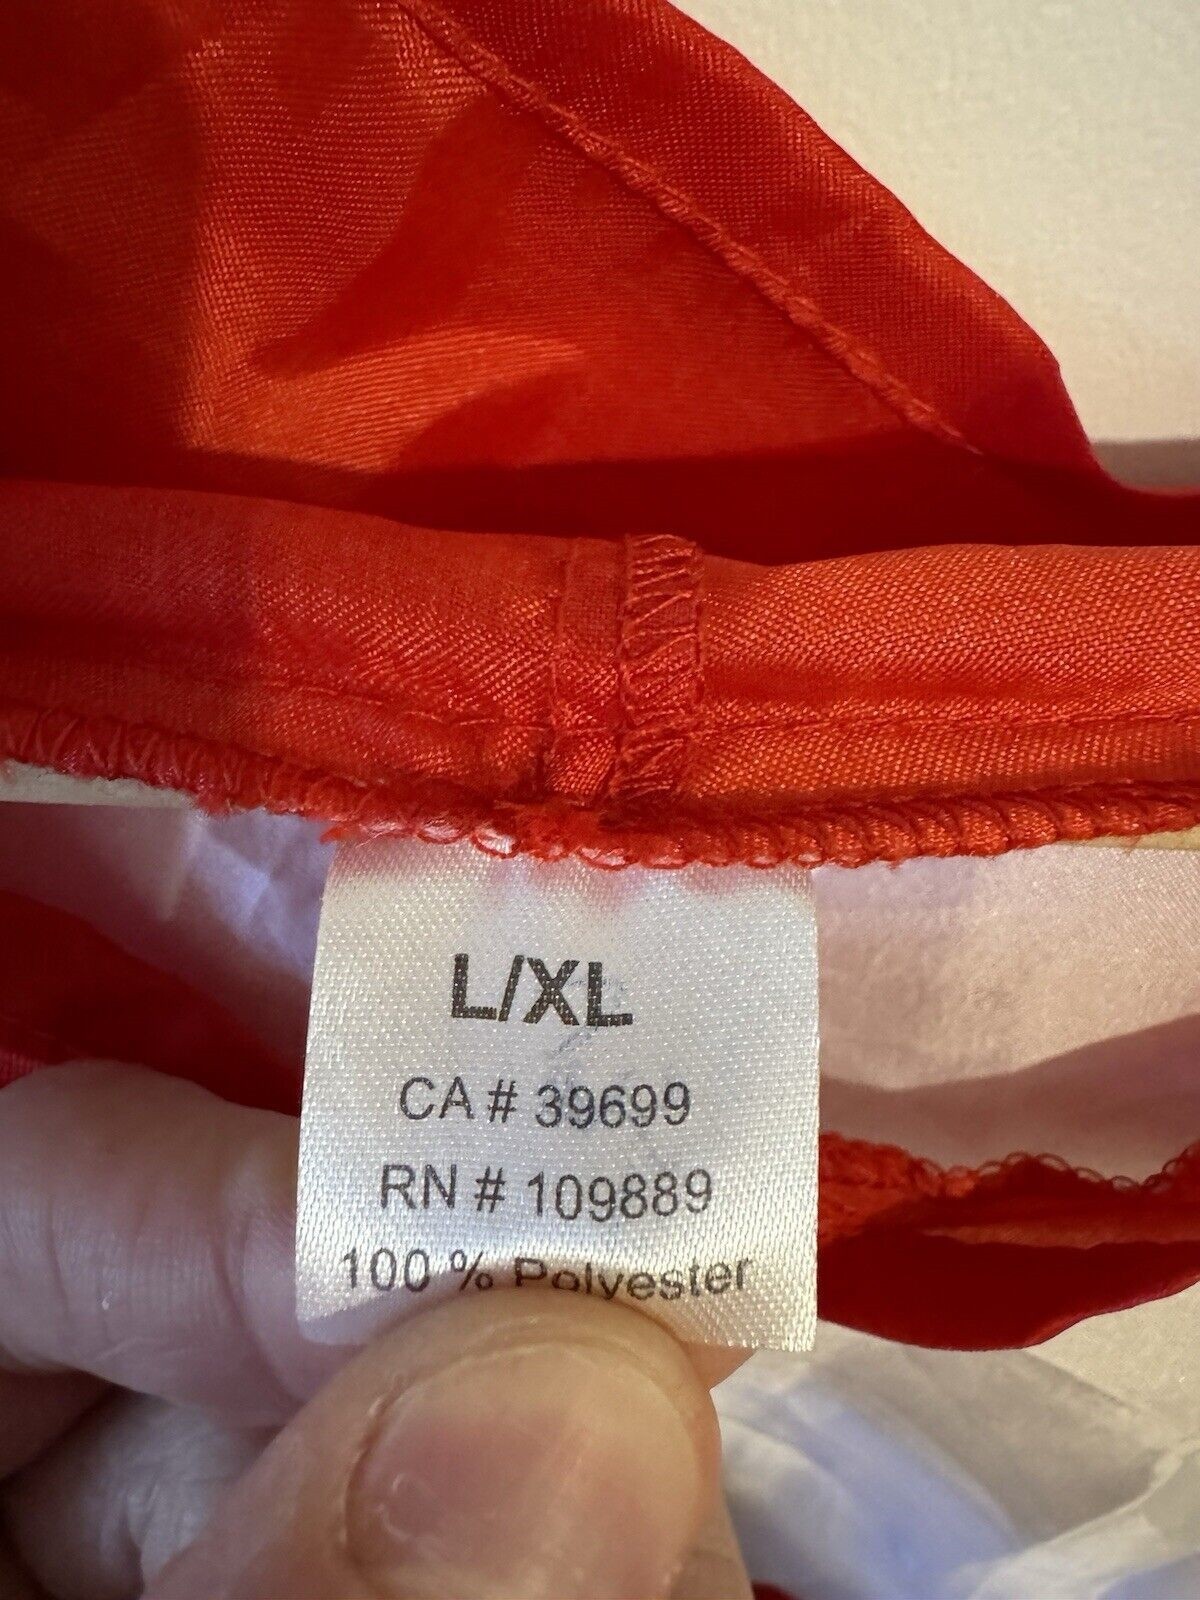 L/XL
CA # 39699
RN # 109889
100 % Polyester